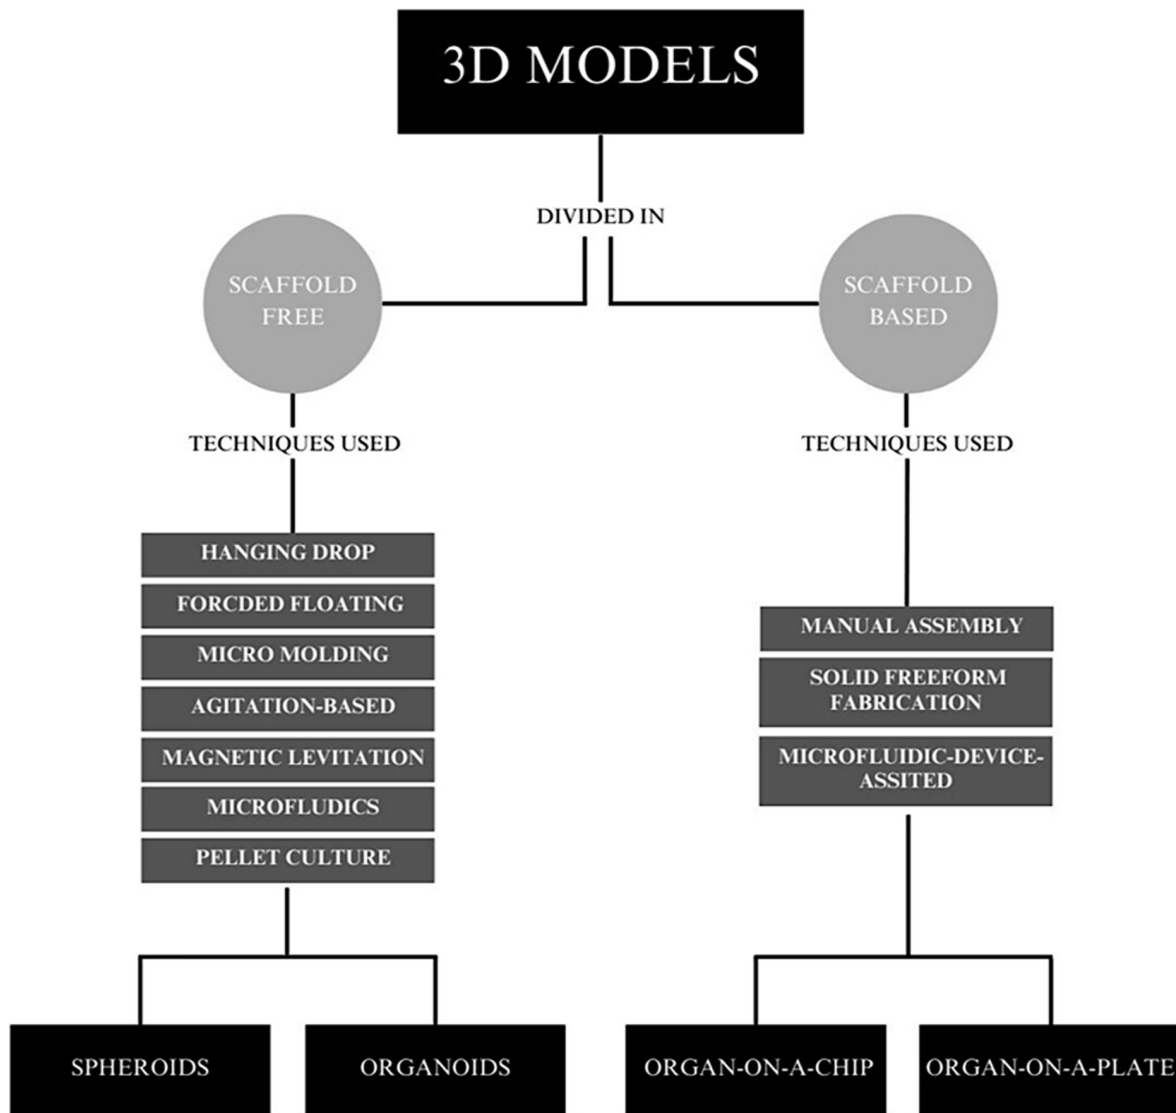 3D MODELS
DIVIDED IN
SCAFFOLD
FREE
SCAFFOLD
BASED
TECHNIQUES USED
TECHNIQUES USED
HANGING DROP
FORCDED FLOATING
MICRO MOLDING
AGITATION-BASED
MAGNETIC LEVITATION
MICROFLUDICS
PELLET CULTURE
MANUAL ASSEMBLY
SOLID FREEFORM
FABRICATION
MICROFLUIDIC-DEVICE-
ASSITED
SPHEROIDS
ORGANOIDS
ORGAN-ON-A-CHIP
ORGAN-ON-A-PLATE